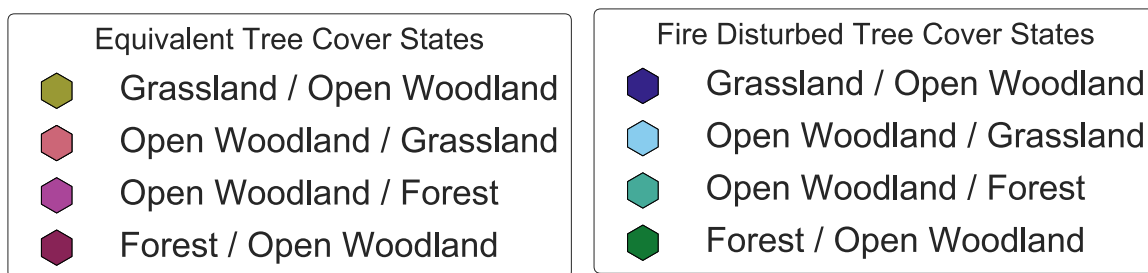 Equivalent Tree Cover States
Grassland / Open Woodland
Open Woodland / Grassland
Open Woodland / Forest
Forest / Open Woodland
Fire Disturbed Tree Cover States
Grassland / Open Woodland
Open Woodland / Grassland
Open Woodland / Forest
Forest / Open Woodland